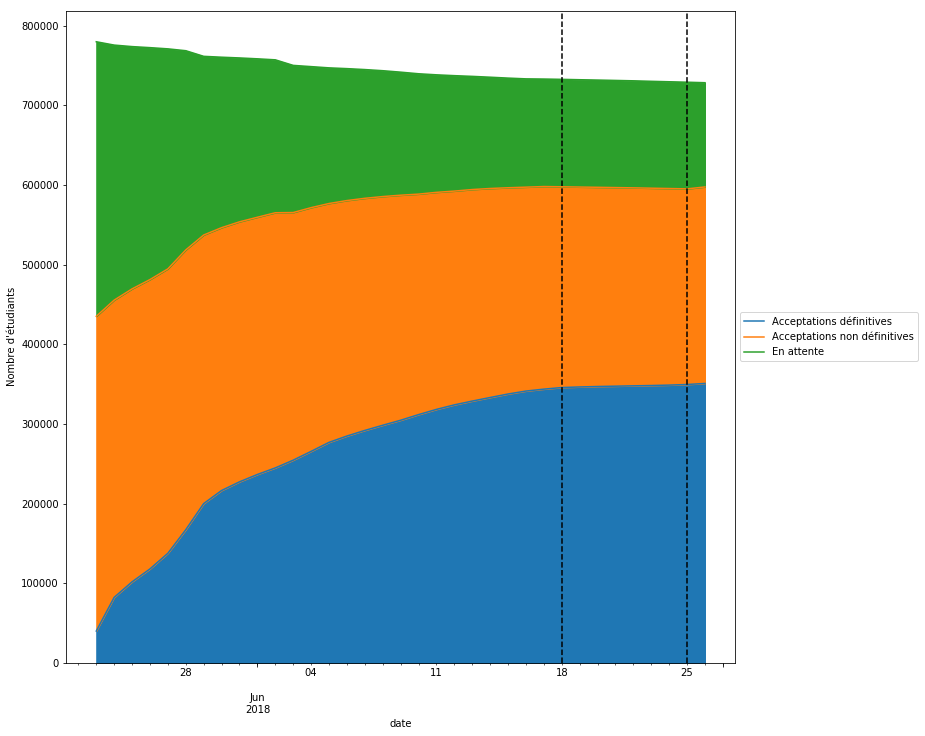 800000
700000
600000
500000
400000
300000
200000
100000
0
Nombre d'étudiants
28
04
11
18
25
Jun
2018
date
Acceptations définitives
Acceptations non définitives
En attente